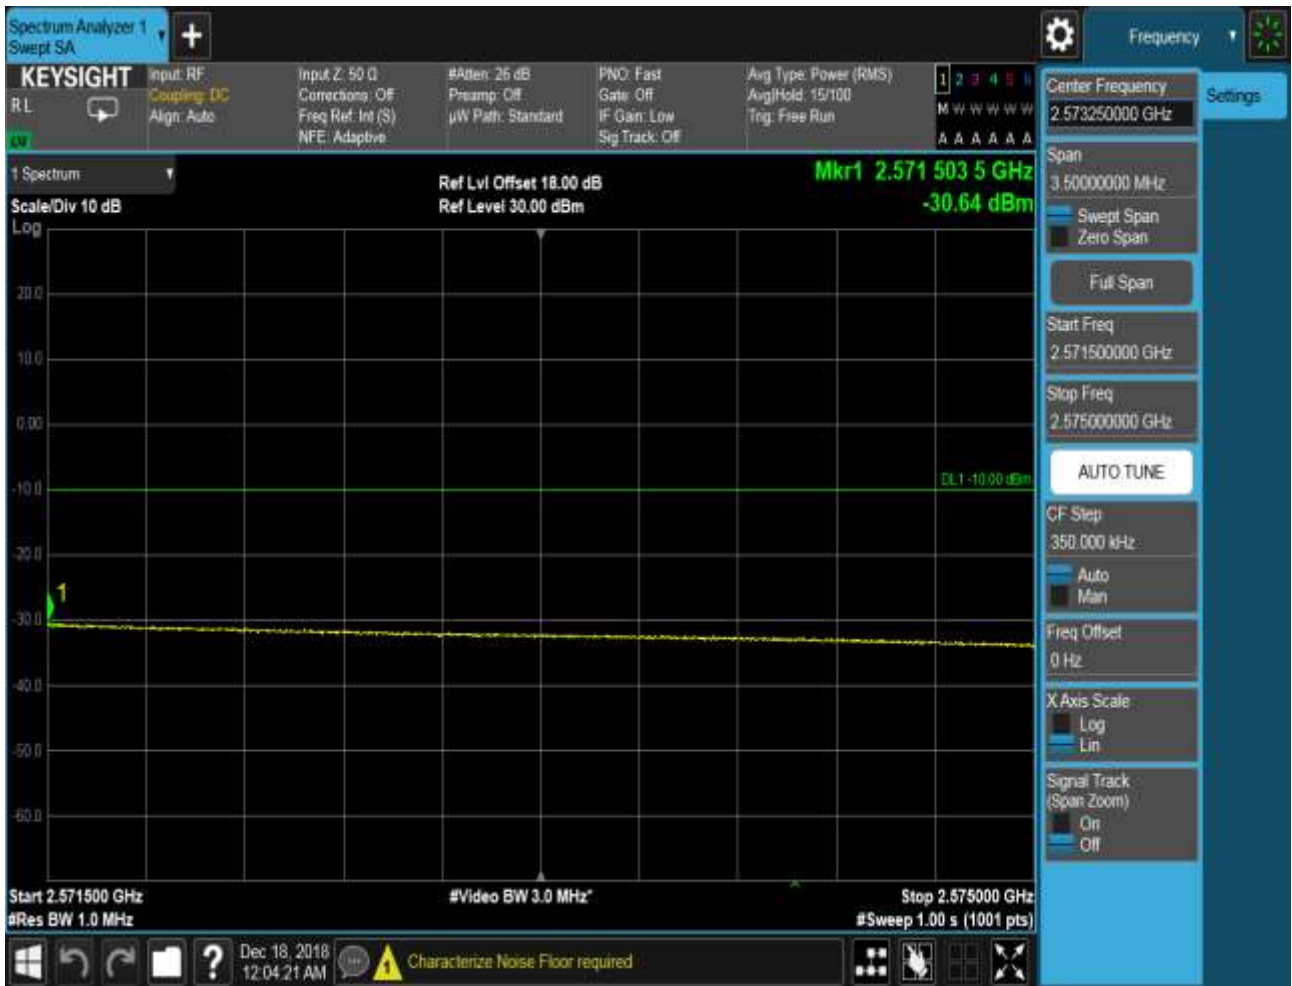 Spectrum Analyzer 1
Swept SA
+
Frequency
KEYSIGHT
R L
Input: RF
Coupling: DC
Align: Auto
Input Z: 50 Ω
Corrections: Off
Freq Ref: Int (S)
NFE: Adaptive
#Atten: 26 dB
Preamp: Off
µW Path: Standard
PNO: Fast
Gate: Off
IF Gain: Low
Sig Track: Off
Avg Type: Power (RMS)
Avg|Hold: 15/100
Trig: Free Run
1 2 3 4 5 6
M W W W W W
A A A A A A
1 Spectrum
Scale/Div 10 dB
Log
Ref Lvl Offset 18.00 dB
Ref Level 30.00 dBm
Mkr1 2.571 503 5 GHz
-30.64 dBm
20.0
10.0
0.00
-10.0
-20.0
-30.0
-40.0
-50.0
-60.0
DL1 -10.00 dBm
1
Start 2.571500 GHz
#Res BW 1.0 MHz
#Video BW 3.0 MHz*
Stop 2.575000 GHz
#Sweep 1.00 s (1001 pts)
Center Frequency
2.573250000 GHz
Settings
Span
3.50000000 MHz
Swept Span
Zero Span
Full Span
Start Freq
2.571500000 GHz
Stop Freq
2.575000000 GHz
AUTO TUNE
CF Step
350.000 kHz
Auto
Man
Freq Offset
0 Hz
X Axis Scale
Log
Lin
Signal Track
(Span Zoom)
On
Off
?
Dec 18, 2018
12:04:21 AM
1
Characterize Noise Floor required